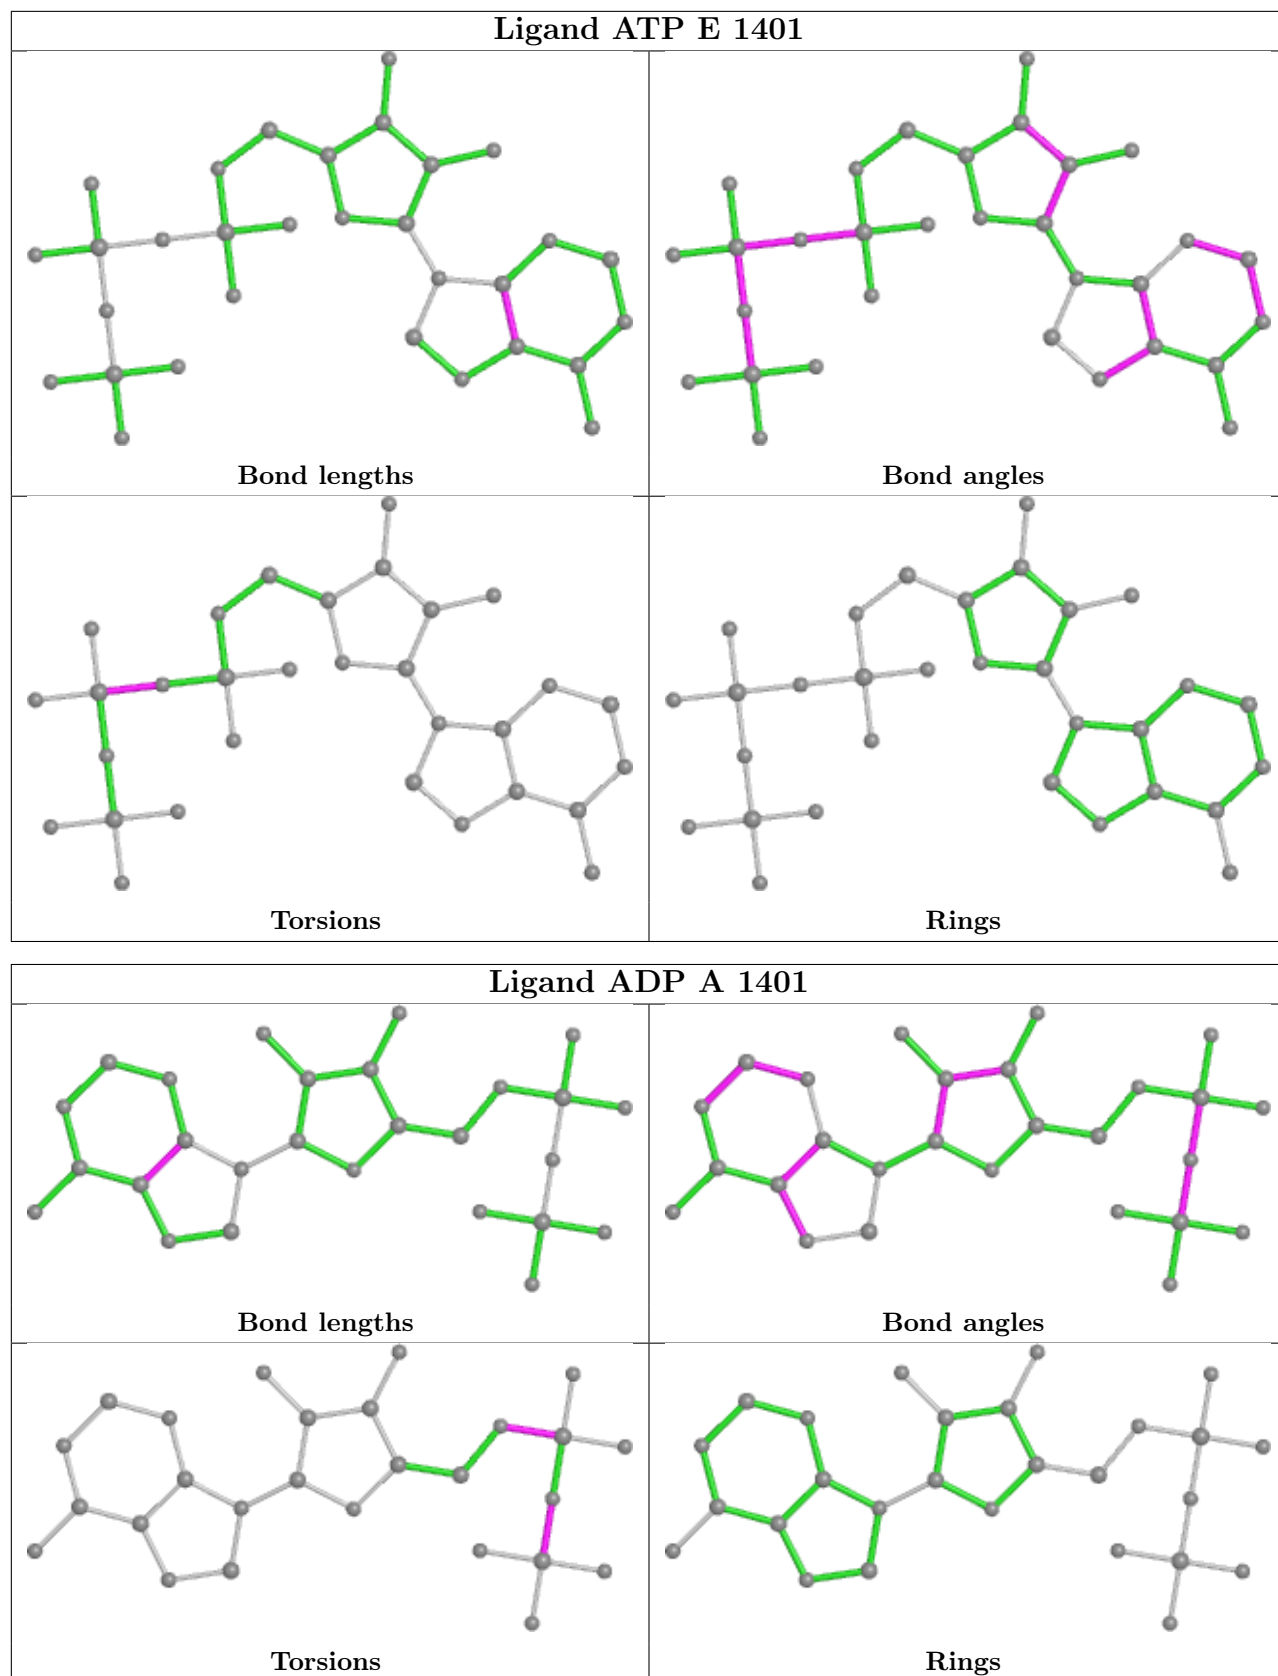 Ligand ATP E 1401
Bond lengths
Bond angles
Torsions
Rings
Ligand ADP A 1401
Bond lengths
Bond angles
Torsions
Rings